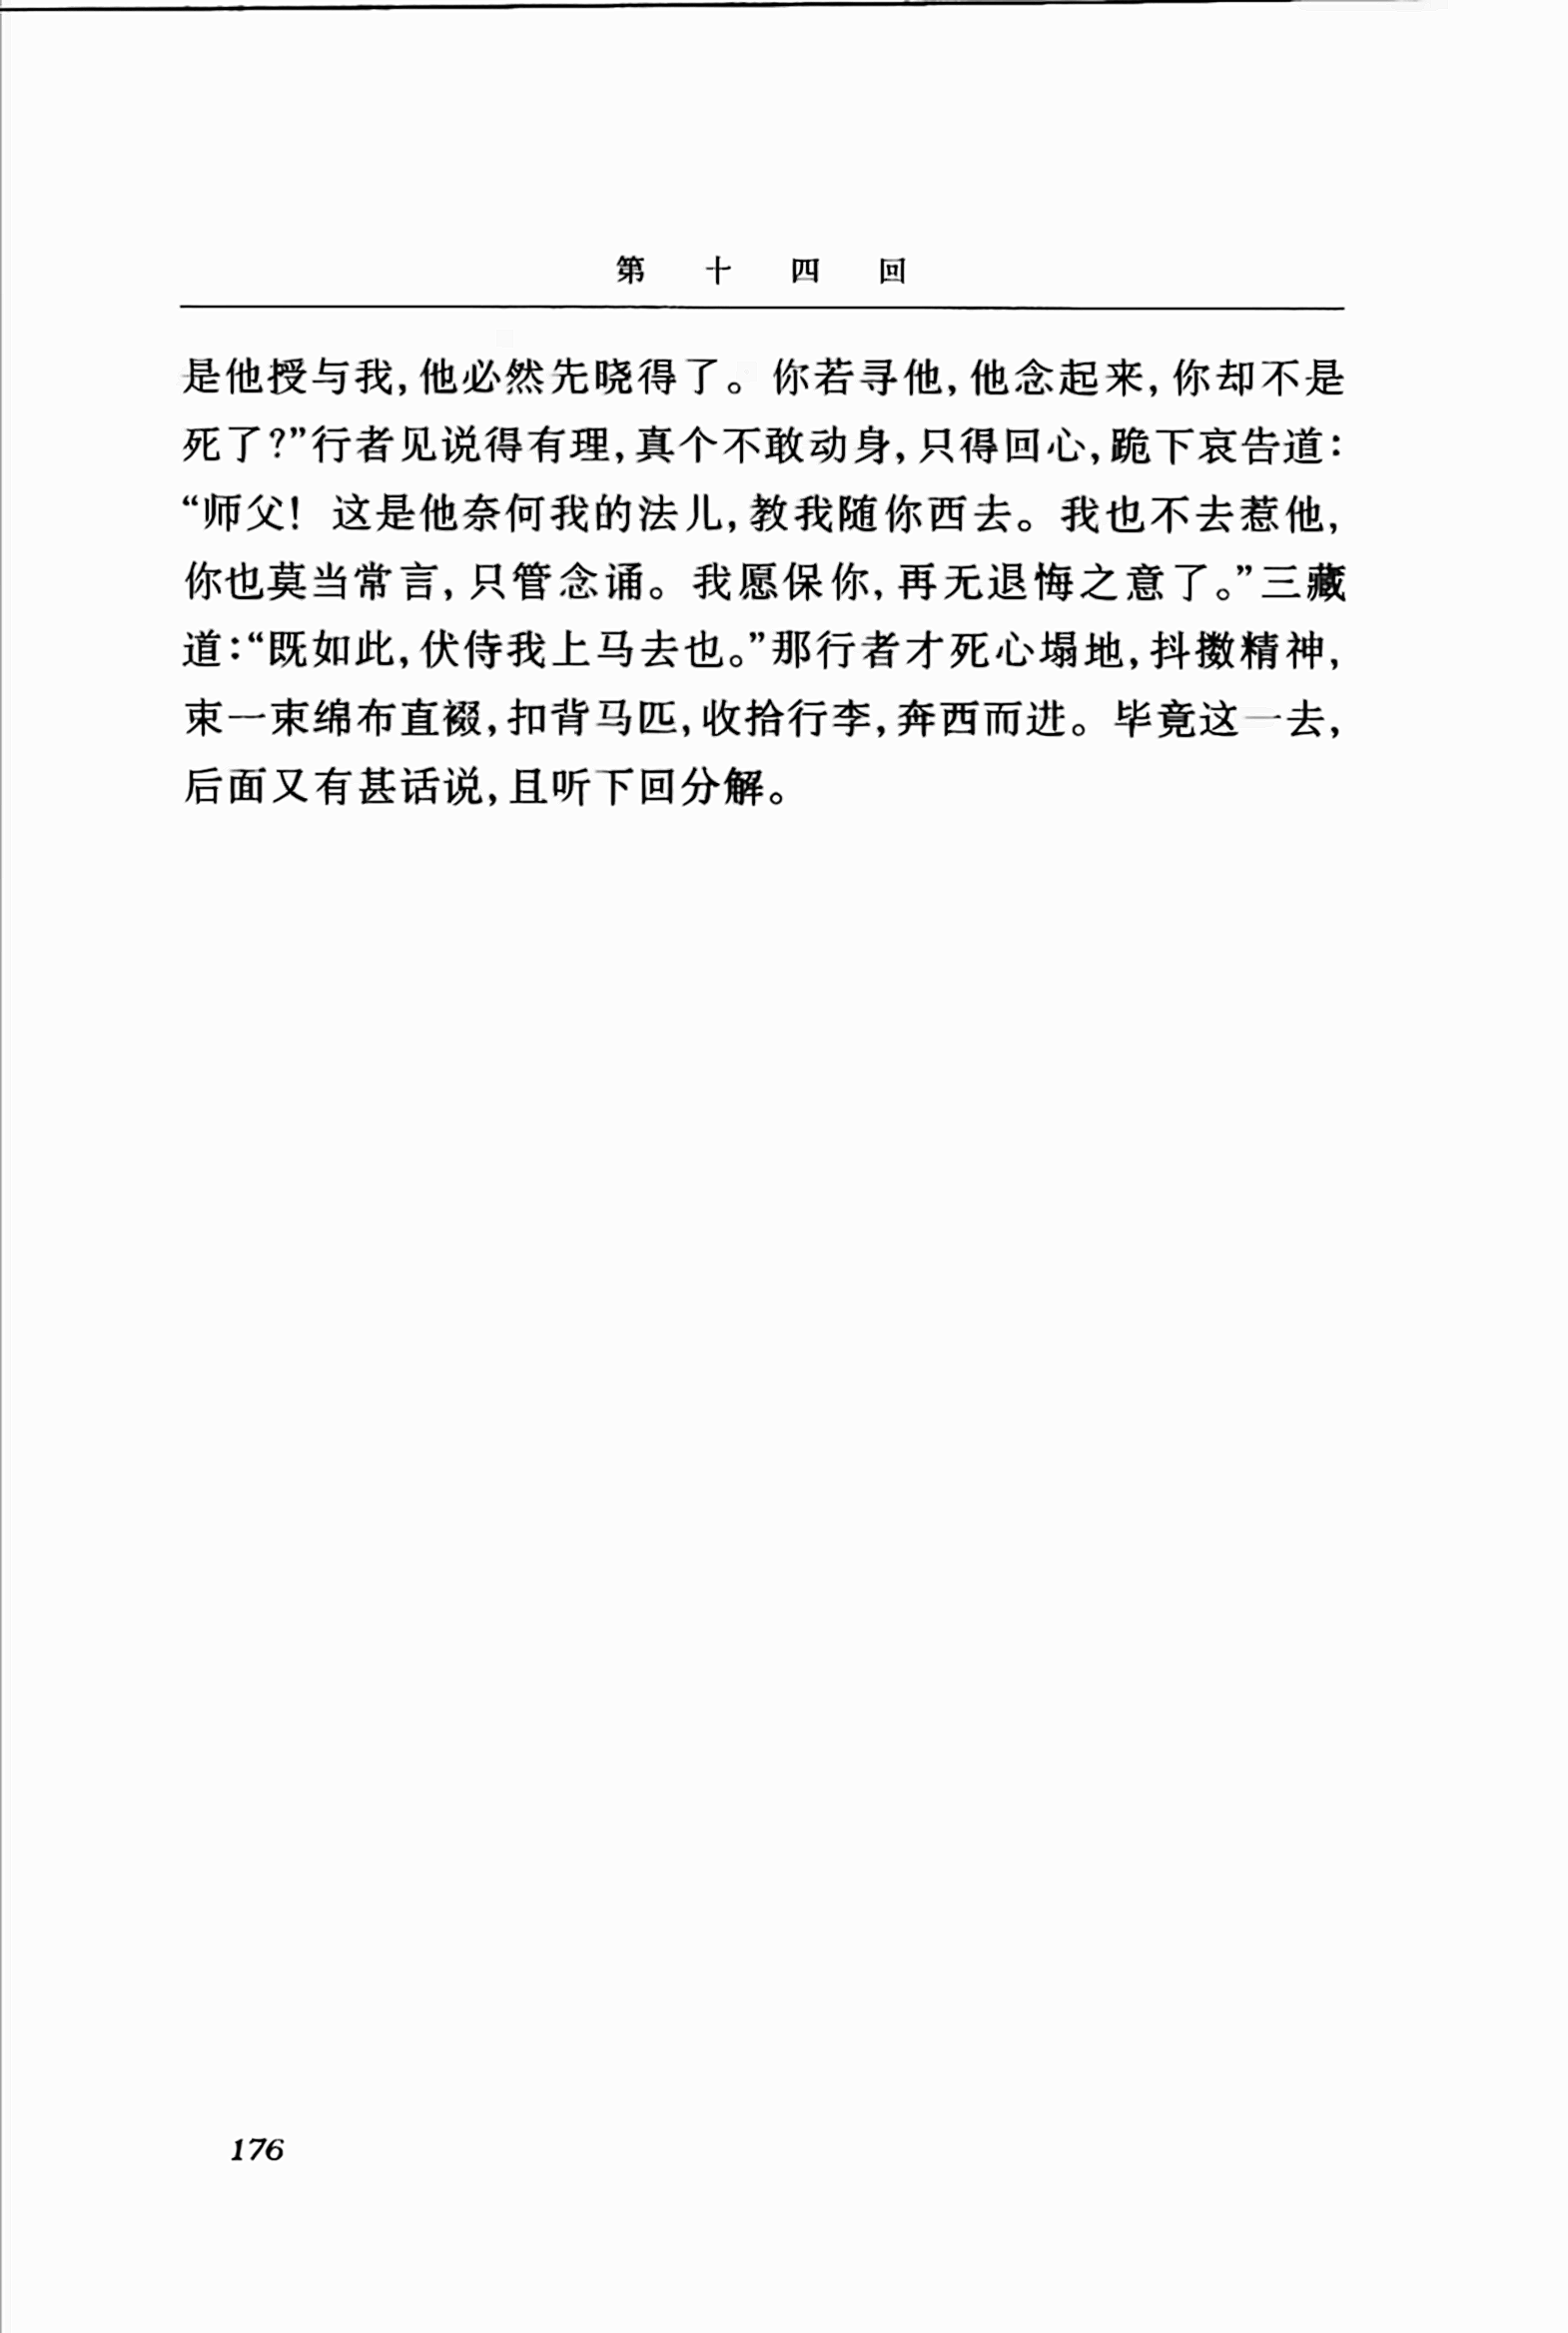 第十四回
是他授与我,他必然先晓得了。你若寻他,他念起来,你却不是
死了?”行者见说得有理,真个不敢动身,只得回心,跪下哀告道:
“师父!这是他奈何我的法儿,教我随你西去。我也不去惹他,
你也莫当常言,只管念诵。我愿保你,再无退悔之意了。”三藏
道:“既如此,伏侍我上马去也。”那行者才死心塌地,抖擞精神,
束一束绵布直裰,扣背马匹,收拾行李,奔西而进。毕竟这一去,
后面又有甚话说,且听下回分解。
176